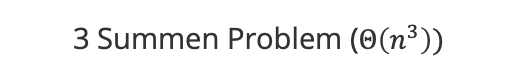 3 Summen Problem (Θ(n³))